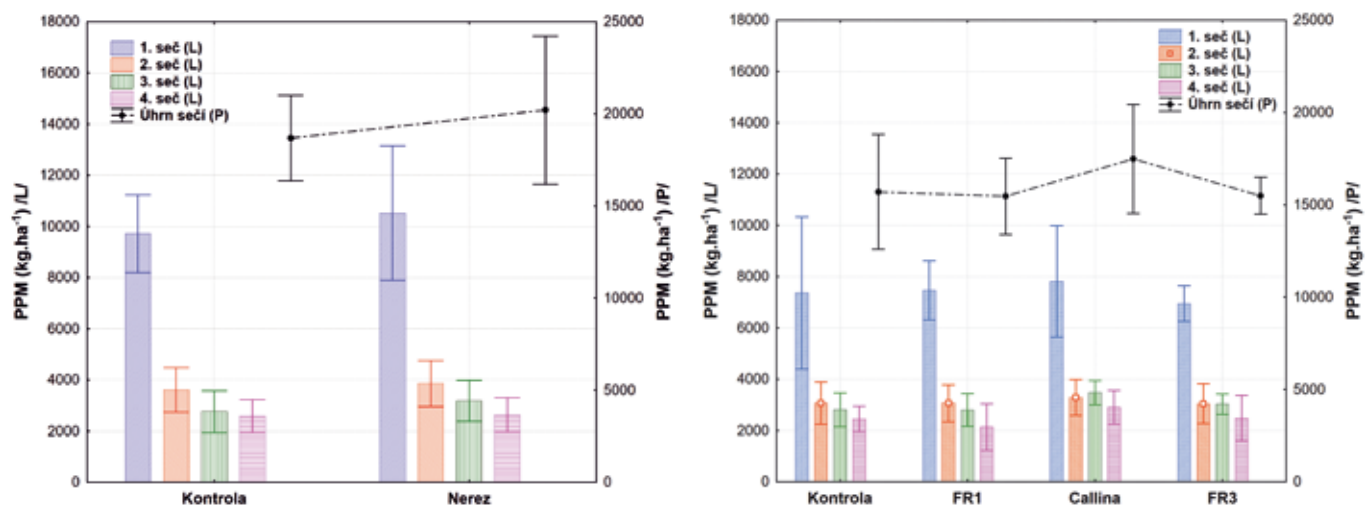 18000
16000
14000
12000
10000
8000
6000
4000
2000
0
PPM (kg.ha⁻¹) /L/
1. seč (L)
2. seč (L)
3. seč (L)
4. seč (L)
Úhrn sečí (P)
Kontrola Nerez
25000
20000
15000
10000
5000
0
PPM (kg.ha⁻¹) /P/
18000
16000
14000
12000
10000
8000
6000
4000
2000
0
PPM (kg.ha⁻¹) /L/
1. seč (L)
2. seč (L)
3. seč (L)
4. seč (L)
Úhrn sečí (P)
Kontrola FR1 Callina FR3
25000
20000
15000
10000
5000
0
PPM (kg.ha⁻¹) /P/